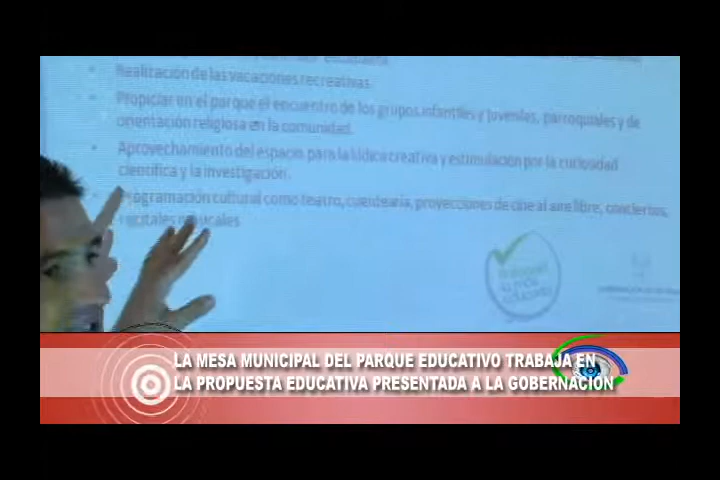 Realización de las vacaciones recreativas.
Propiciar en el parque el encuentro de los grupos infantiles y juveniles, parroquiales y de
orientación religiosa en la comunidad.
Aprovechamiento del espacio para la lúdica creativa y estimulación por la curiosidad
científica y la investigación.
Programación cultural como teatro, cuentearía, proyecciones de cine al aire libre, conciertos,
recitales musicales
LA MESA MUNICIPAL DEL PARQUE EDUCATIVO TRABAJA EN
LA PROPUESTA EDUCATIVA PRESENTADA A LA GOBERNACIÓN